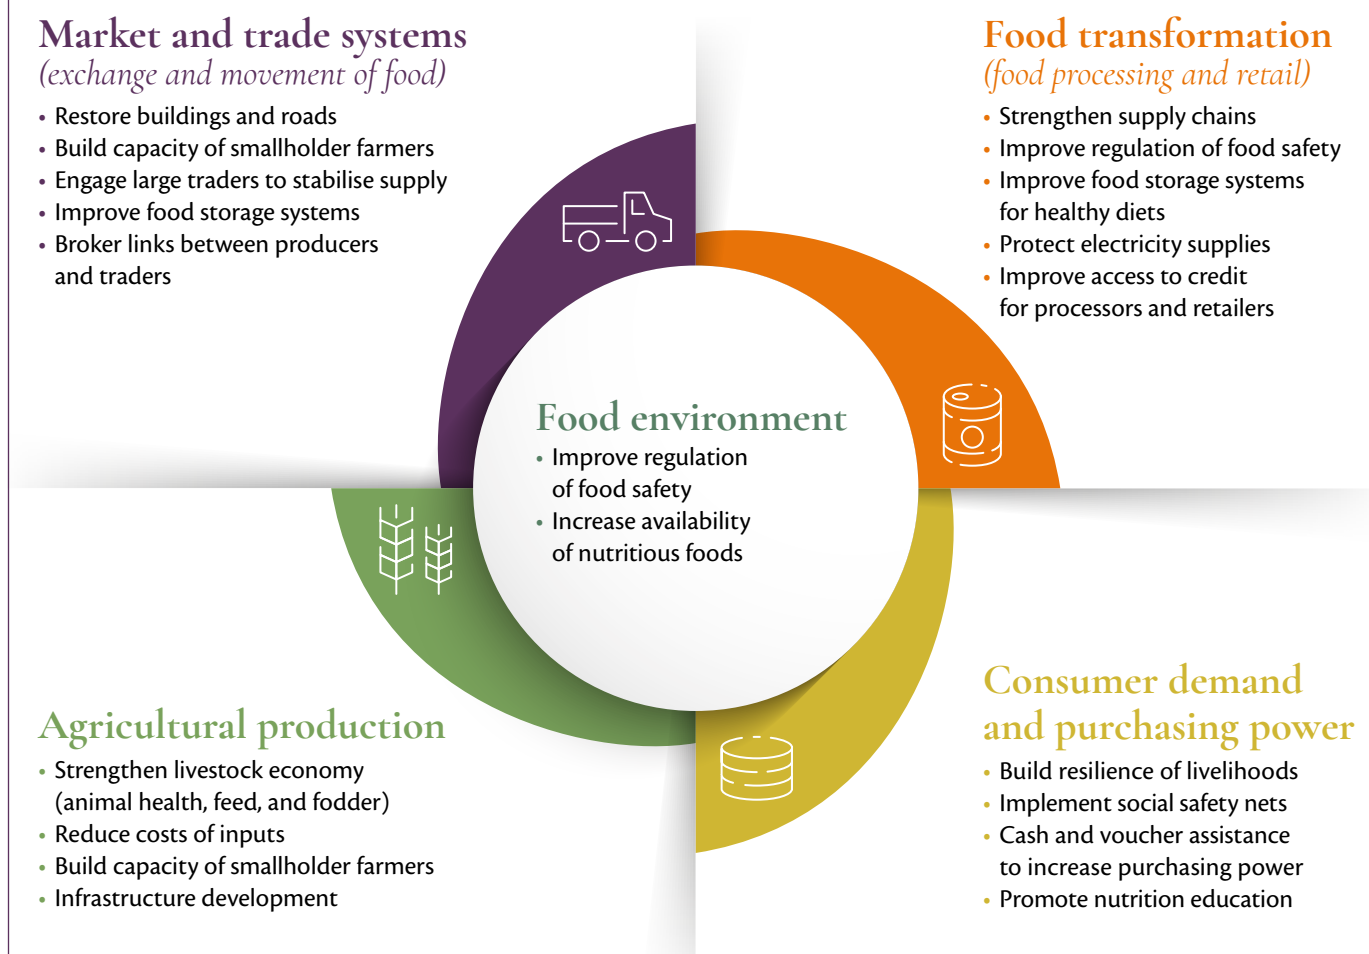 Market and trade systems
(exchange and movement of food)
• Restore buildings and roads
• Build capacity of smallholder farmers
• Engage large traders to stabilise supply
• Improve food storage systems
• Broker links between producers
and traders
Food transformation
(food processing and retail)
• Strengthen supply chains
• Improve regulation of food safety
• Improve food storage systems
for healthy diets
• Protect electricity supplies
• Improve access to credit
for processors and retailers
Food environment
• Improve regulation
of food safety
• Increase availability
of nutritious foods
Agricultural production
• Strengthen livestock economy
(animal health, feed, and fodder)
• Reduce costs of inputs
• Build capacity of smallholder farmers
• Infrastructure development
Consumer demand
and purchasing power
• Build resilience of livelihoods
• Implement social safety nets
• Cash and voucher assistance
to increase purchasing power
• Promote nutrition education